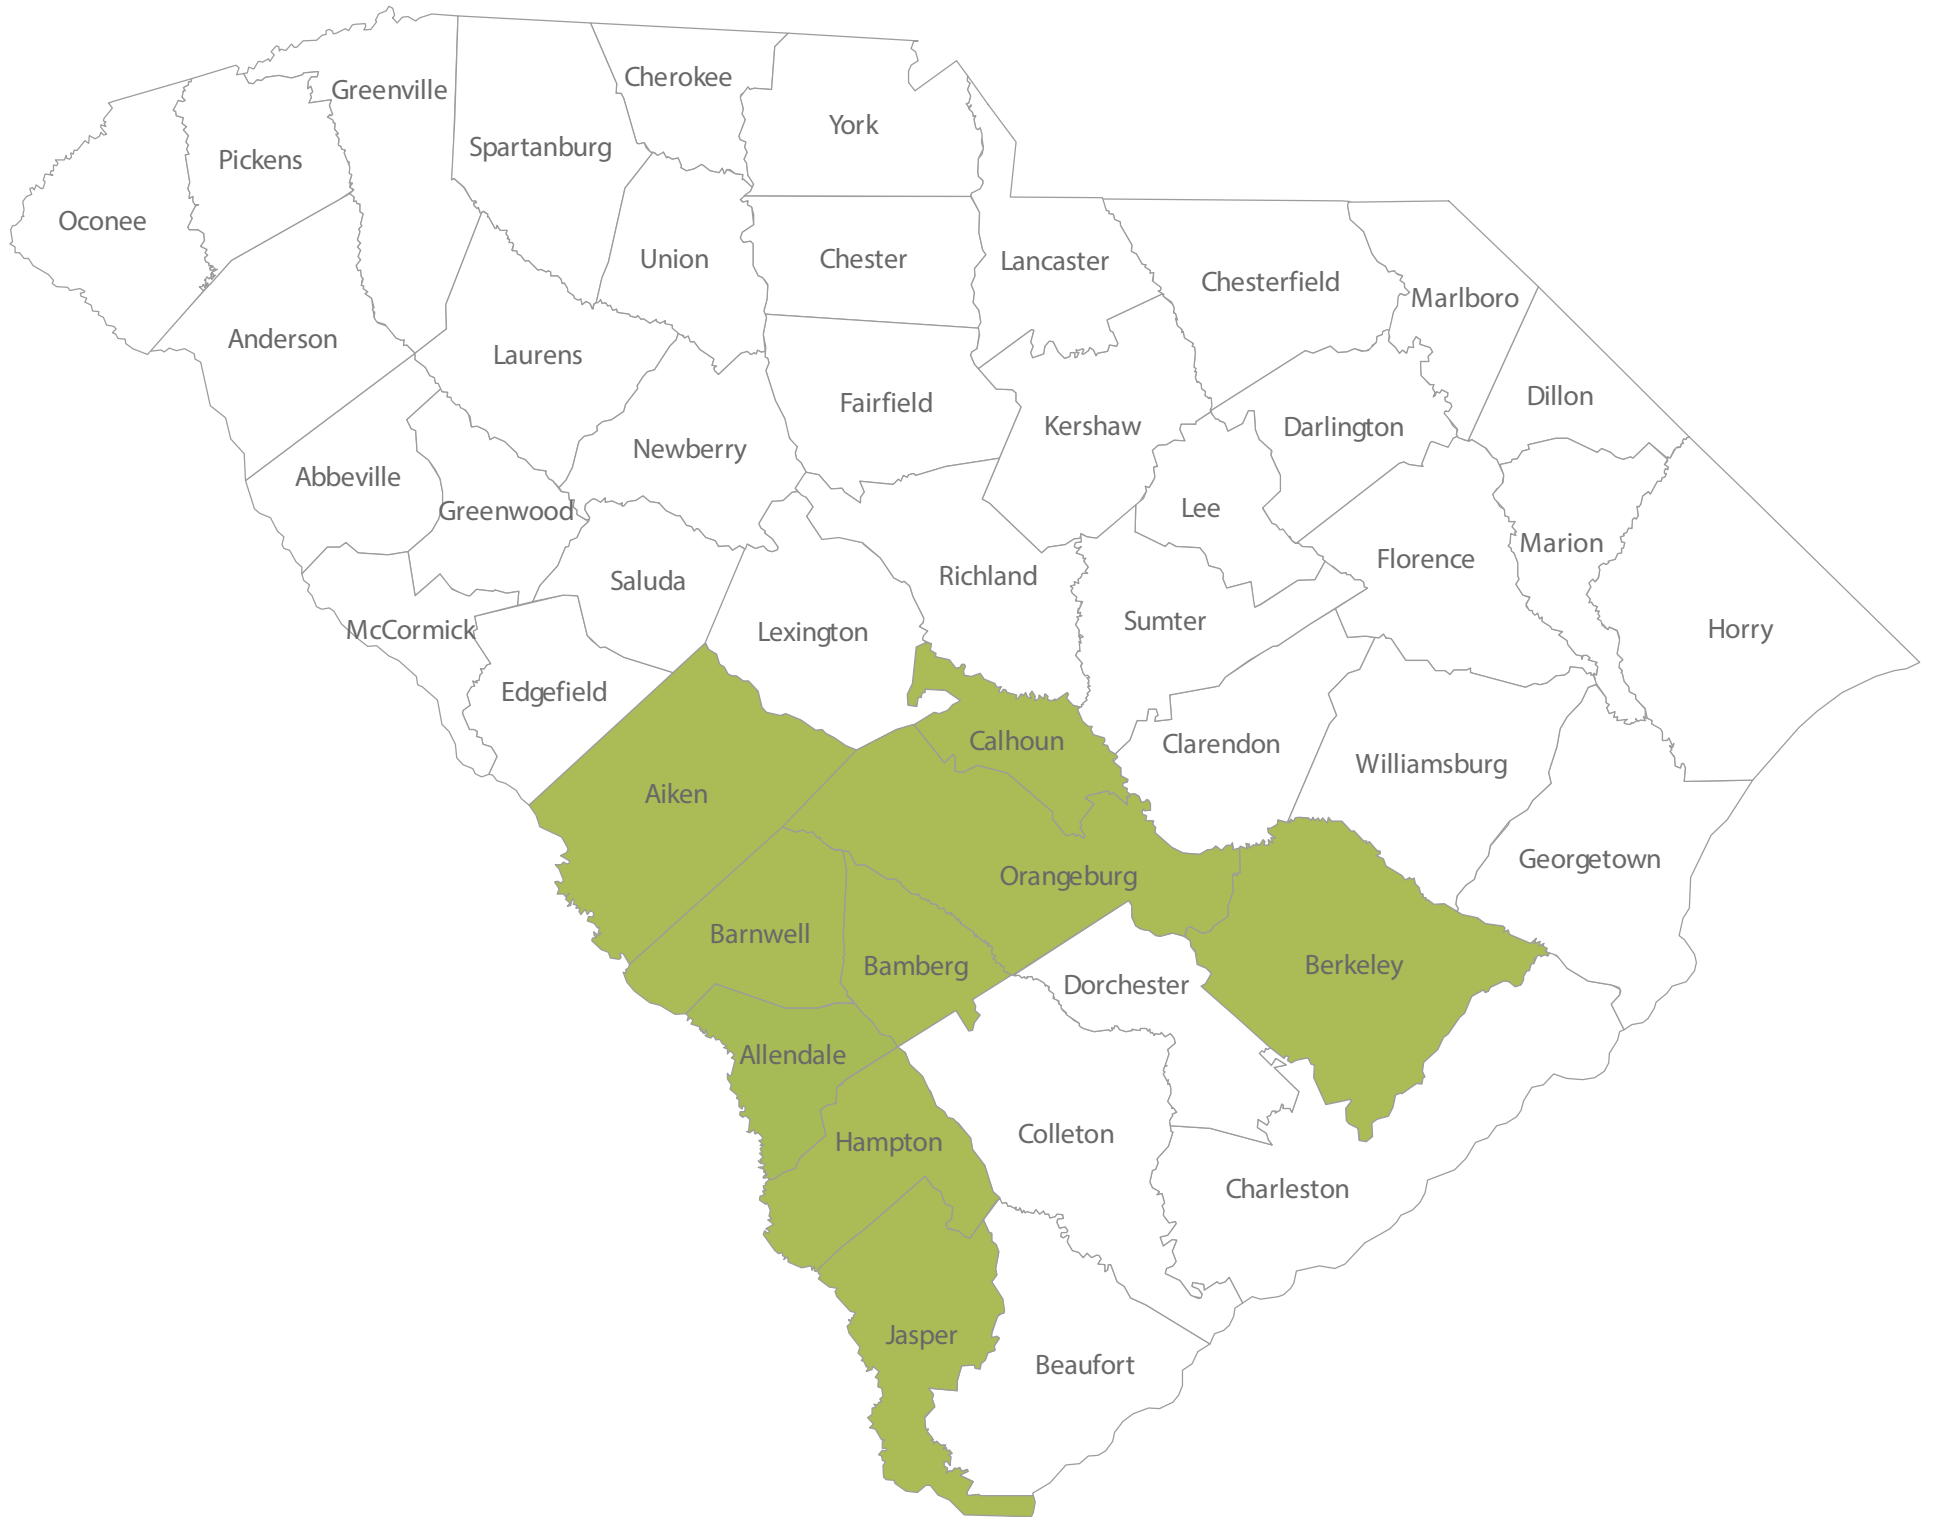 Cherokee
Greenville
York
Spartanburg
Pickens
Oconee
Union
Chester
Lancaster
Chesterfield
Marlboro
Anderson
Laurens
Dillon
Fairfield
Kershaw
Darlington
Newberry
Abbeville
Greenwood
Lee
Marion
Florence
Richland
Saluda
Sumter
McCormick
Lexington
Horry
Edgefield
Calhoun
Clarendon
Williamsburg
Aiken
Georgetown
Orangeburg
Barnwell
Bamberg
Berkeley
Dorchester
Allendale
Colleton
Hampton
Charleston
Jasper
Beaufort